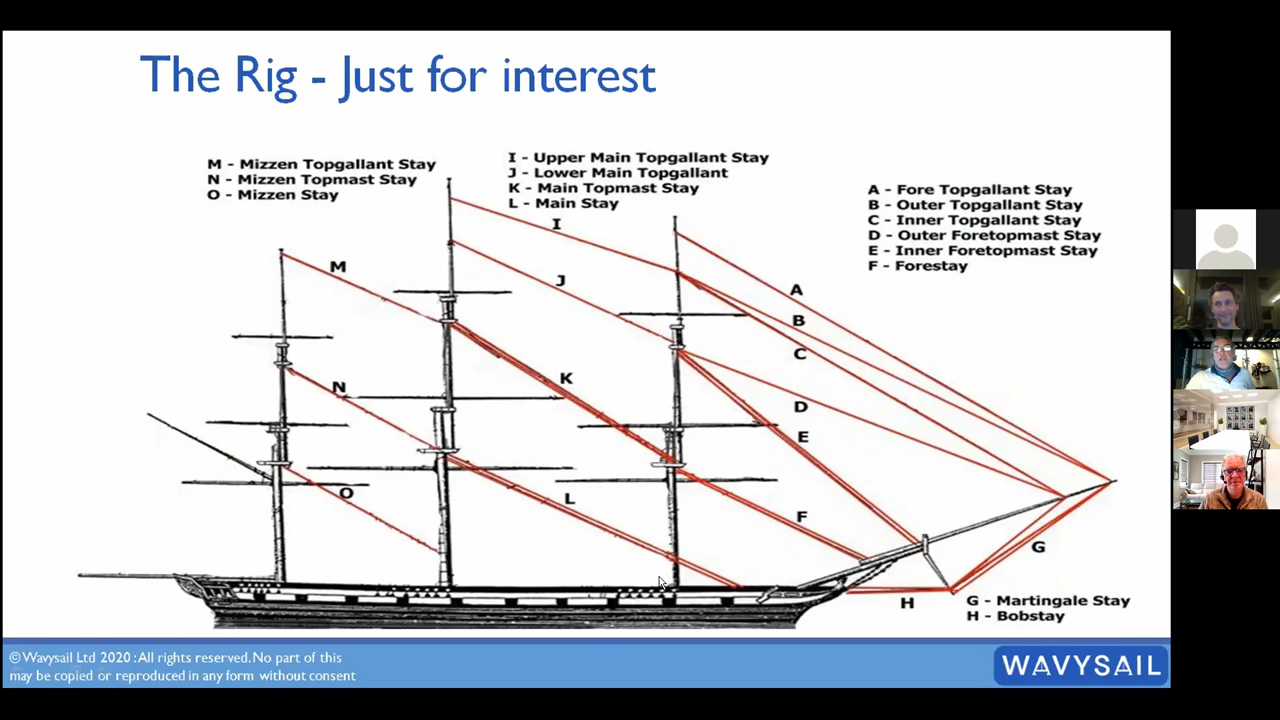 The Rig - Just for interest
M - Mizzen Topgallant Stay
N - Mizzen Topmast Stay
O - Mizzen Stay
I - Upper Main Topgallant Stay
J - Lower Main Topgallant
K - Main Topmast Stay
L - Main Stay
A - Fore Topgallant Stay
B - Outer Topgallant Stay
C - Inner Topgallant Stay
D - Outer Foretopmast Stay
E - Inner Foretopmast Stay
F - Forestay
I
M
J
A
B
C
K
N
D
E
O
L
F
G
H
G - Martingale Stay
H - Bobstay
© Wavysail Ltd 2020 : All rights reserved. No part of this
may be copied or reproduced in any form without consent
WAVYSAIL